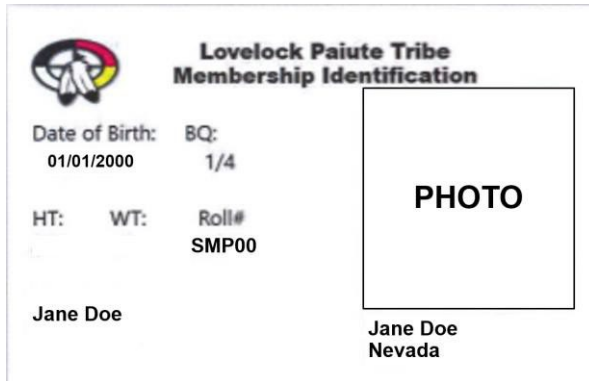 Lovelock Paiute Tribe
Membership Identification
Date of Birth: BQ:
01/01/2000 1/4
PHOTO
HT: WT: Roll#
SMP00
Jane Doe
Jane Doe
Nevada